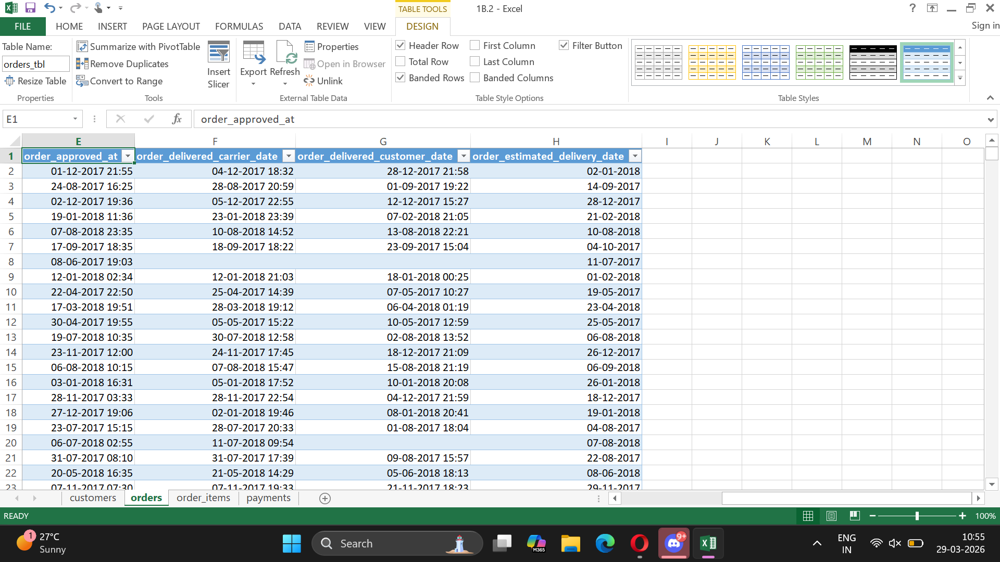 TABLE TOOLS
1B.2 - Excel
?
FILE HOME INSERT PAGE LAYOUT FORMULAS DATA REVIEW VIEW DESIGN Sign in
Table Name:
orders_tbl
Resize Table
Properties
Summarize with PivotTable
Remove Duplicates
Convert to Range
Tools
Insert
Slicer
Export Refresh
Properties
Open in Browser
Unlink
External Table Data
Header Row First Column Filter Button
Total Row Last Column
Banded Rows Banded Columns
Table Style Options
Table Styles
E1 fx order_approved_at
E F G H I J K L M N O
1 order_approved_at order_delivered_carrier_date order_delivered_customer_date order_estimated_delivery_date
2 01-12-2017 21:55 04-12-2017 18:32 28-12-2017 21:58 02-01-2018
3 24-08-2017 16:25 28-08-2017 20:59 01-09-2017 19:22 14-09-2017
4 02-12-2017 19:36 05-12-2017 22:55 12-12-2017 15:27 28-12-2017
5 19-01-2018 11:36 23-01-2018 23:39 07-02-2018 21:05 21-02-2018
6 07-08-2018 23:35 10-08-2018 14:52 13-08-2018 22:21 10-08-2018
7 17-09-2017 18:35 18-09-2017 18:22 23-09-2017 15:04 04-10-2017
8 08-06-2017 19:03 11-07-2017
9 12-01-2018 02:34 12-01-2018 21:03 18-01-2018 00:25 01-02-2018
10 22-04-2017 22:50 25-04-2017 14:39 07-05-2017 10:27 19-05-2017
11 17-03-2018 19:51 28-03-2018 19:12 06-04-2018 01:19 23-04-2018
12 30-04-2017 19:55 05-05-2017 15:22 10-05-2017 12:59 25-05-2017
13 19-07-2018 10:35 30-07-2018 12:58 02-08-2018 13:52 06-08-2018
14 23-11-2017 12:00 24-11-2017 17:45 18-12-2017 21:09 26-12-2017
15 06-08-2018 10:15 07-08-2018 15:47 15-08-2018 21:19 06-09-2018
16 03-01-2018 16:31 05-01-2018 17:52 10-01-2018 20:08 26-01-2018
17 28-11-2017 03:33 28-11-2017 22:54 04-12-2017 21:59 18-12-2017
18 27-12-2017 19:06 02-01-2018 19:46 08-01-2018 20:41 19-01-2018
19 23-07-2017 15:15 28-07-2017 20:33 01-08-2017 18:04 04-08-2017
20 06-07-2018 02:55 11-07-2018 09:54 07-08-2018
21 31-07-2017 08:10 31-07-2017 17:39 09-08-2017 15:57 22-08-2017
22 20-05-2018 16:35 21-05-2018 14:29 05-06-2018 18:13 08-06-2018
23 07-11-2017 07:30 07-11-2017 19:33 21-11-2017 18:23 29-11-2017
customers orders order_items payments
READY 100%
1 27°C
Sunny
Search
M365
9+
ENG
IN
10:55
29-03-2026